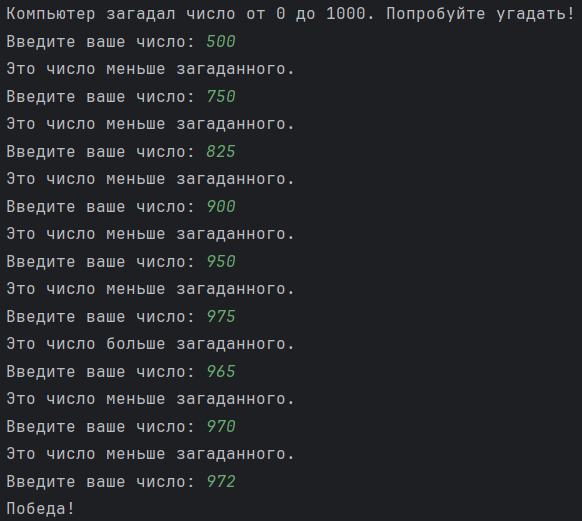 Компьютер загадал число от 0 до 1000. Попробуйте угадать!
Введите ваше число: 500
Это число меньше загаданного.
Введите ваше число: 750
Это число меньше загаданного.
Введите ваше число: 825
Это число меньше загаданного.
Введите ваше число: 900
Это число меньше загаданного.
Введите ваше число: 950
Это число меньше загаданного.
Введите ваше число: 975
Это число больше загаданного.
Введите ваше число: 965
Это число меньше загаданного.
Введите ваше число: 970
Это число меньше загаданного.
Введите ваше число: 972
Победа!